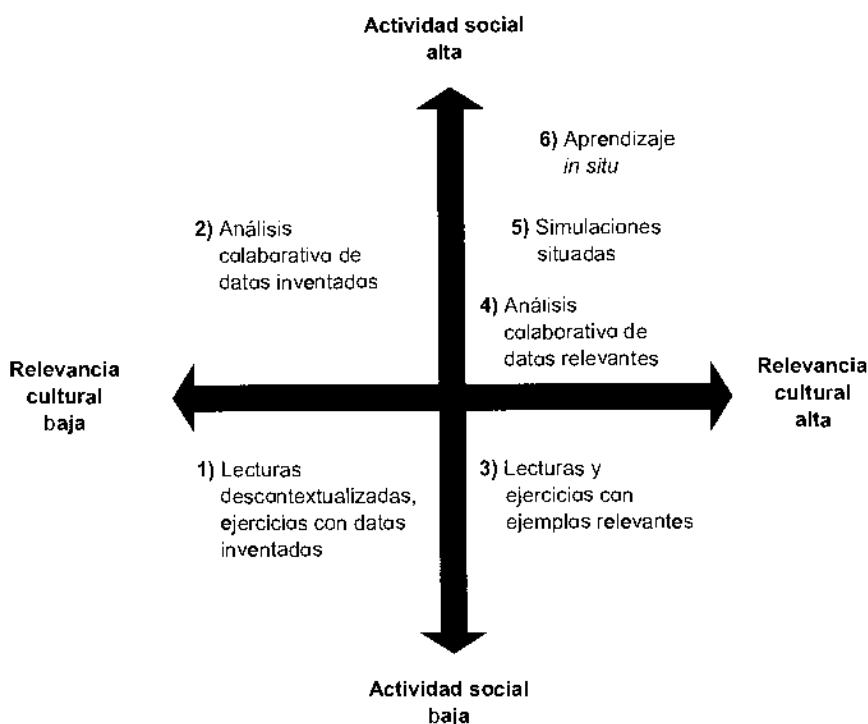 Actividad social
alta
6) Aprendizaje
in situ
2) Análisis
colaborativo de
datos inventados
5) Simulaciones
situadas
4) Análisis
colaborativo de
datos relevantes
Relevancia
cultural
baja
Relevancia
cultural
alta
1) Lecturas
descontextualizadas,
ejercicios con datos
inventados
3) Lecturas y
ejercicios con
ejemplos relevantes
Actividad social
baja